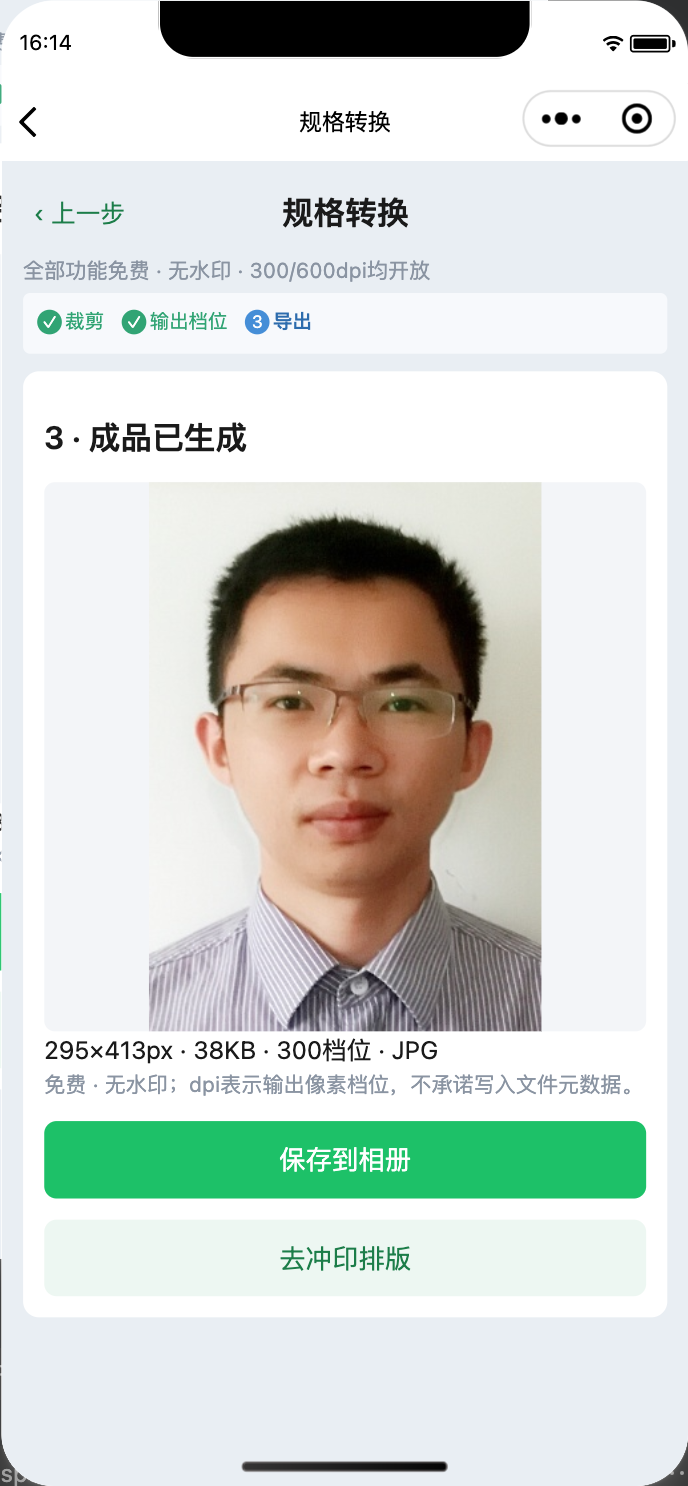 16:14
规格转换
‹ 上一步
规格转换
全部功能免费 · 无水印 · 300/600dpi均开放
裁剪 输出档位 3 导出
3 · 成品已生成
295×413px · 38KB · 300档位 · JPG
免费 · 无水印；dpi表示输出像素档位，不承诺写入文件元数据。
保存到相册
去冲印排版
sp